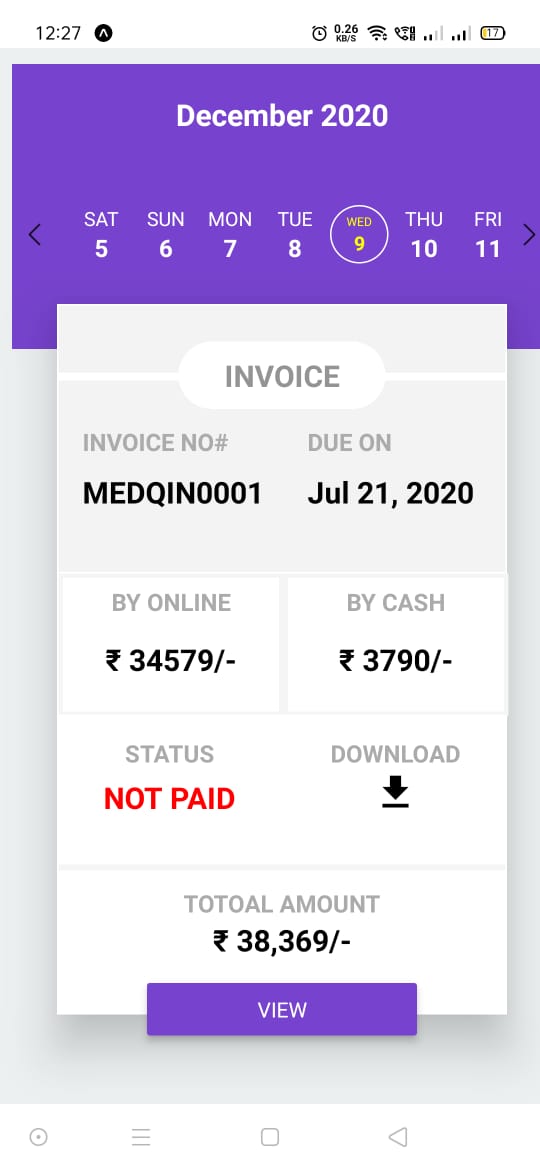 12:27 0.26 KB/S 17
December 2020
SAT SUN MON TUE WED THU FRI
5 6 7 8 9 10 11
INVOICE
INVOICE NO# DUE ON
MEDQIN0001 Jul 21, 2020
BY ONLINE BY CASH
₹ 34579/- ₹ 3790/-
STATUS DOWNLOAD
NOT PAID
TOTOAL AMOUNT
₹ 38,369/-
VIEW